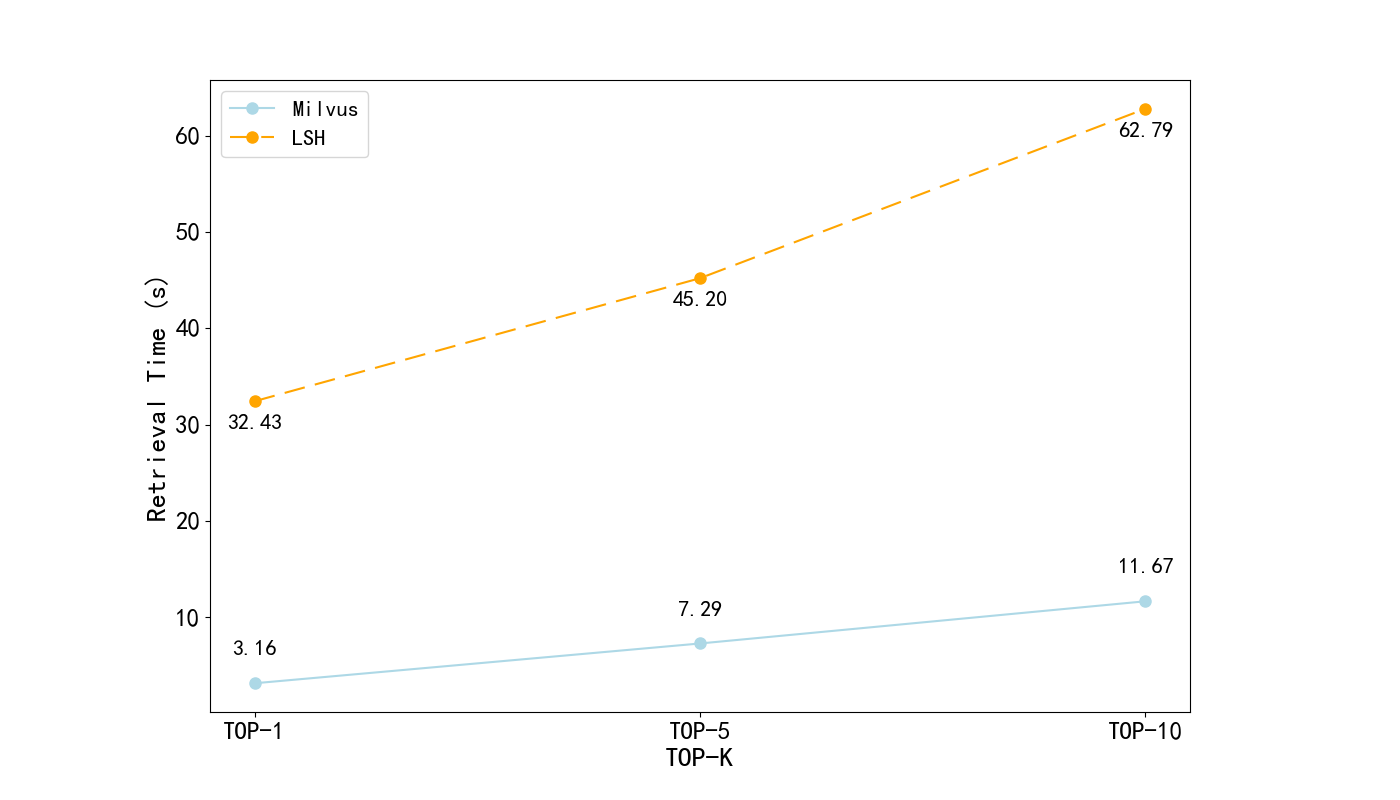 Milvus
LSH
60
50
40
30
20
10
Retrieval Time (s)
62.79
45.20
32.43
11.67
7.29
3.16
TOP-1
TOP-5
TOP-10
TOP-K